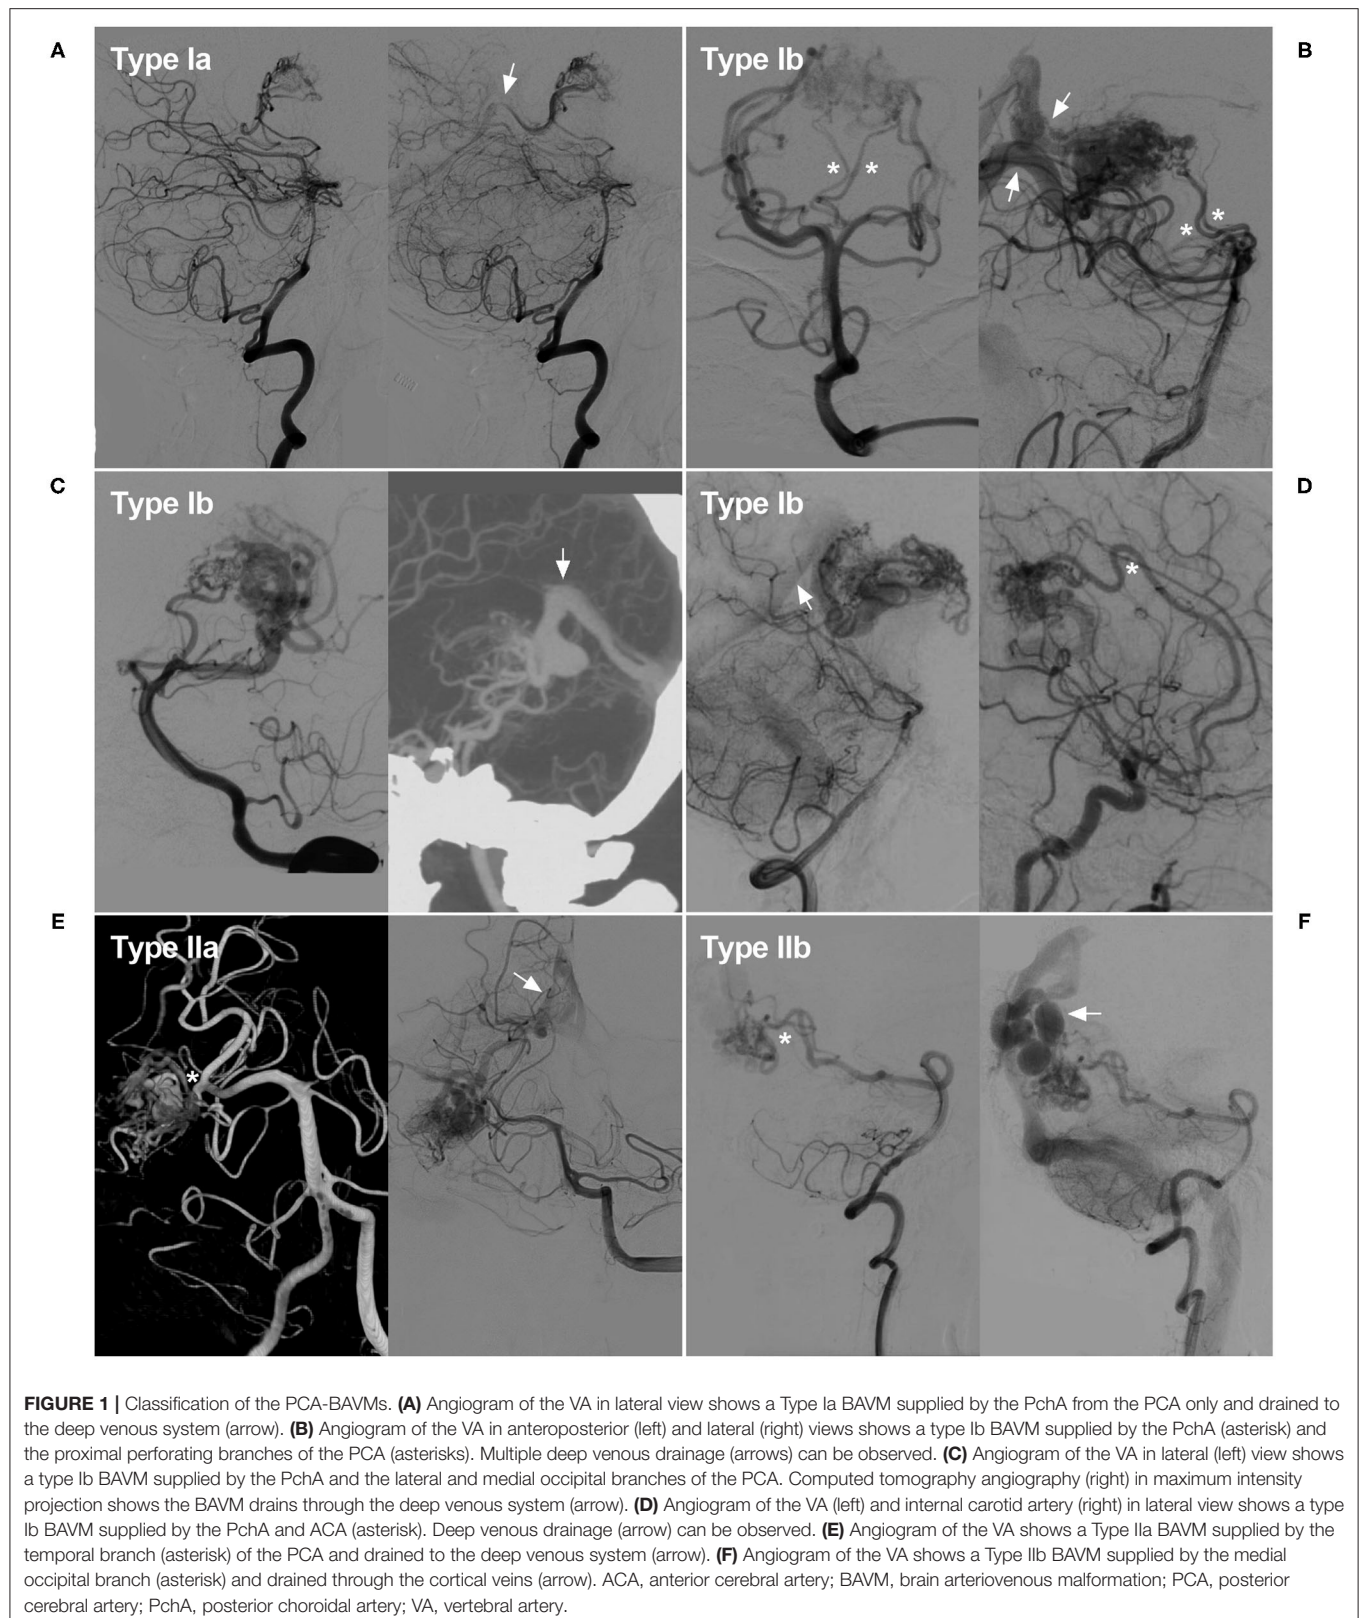 A
Type Ia
Type Ib
B
*
*
*
*
C
Type Ib
Type Ib
D
*
E
Type IIa
*
Type IIb
F
*
FIGURE 1 | Classification of the PCA-BAVMs. (A) Angiogram of the VA in lateral view shows a Type Ia BAVM supplied by the PchA from the PCA only and drained to
the deep venous system (arrow). (B) Angiogram of the VA in anteroposterior (left) and lateral (right) views shows a type Ib BAVM supplied by the PchA (asterisk) and
the proximal perforating branches of the PCA (asterisks). Multiple deep venous drainage (arrows) can be observed. (C) Angiogram of the VA in lateral (left) view shows
a type Ib BAVM supplied by the PchA and the lateral and medial occipital branches of the PCA. Computed tomography angiography (right) in maximum intensity
projection shows the BAVM drains through the deep venous system (arrow). (D) Angiogram of the VA (left) and internal carotid artery (right) in lateral view shows a type
Ib BAVM supplied by the PchA and ACA (asterisk). Deep venous drainage (arrow) can be observed. (E) Angiogram of the VA shows a Type IIa BAVM supplied by the
temporal branch (asterisk) of the PCA and drained to the deep venous system (arrow). (F) Angiogram of the VA shows a Type IIb BAVM supplied by the medial
occipital branch (asterisk) and drained through the cortical veins (arrow). ACA, anterior cerebral artery; BAVM, brain arteriovenous malformation; PCA, posterior
cerebral artery; PchA, posterior choroidal artery; VA, vertebral artery.